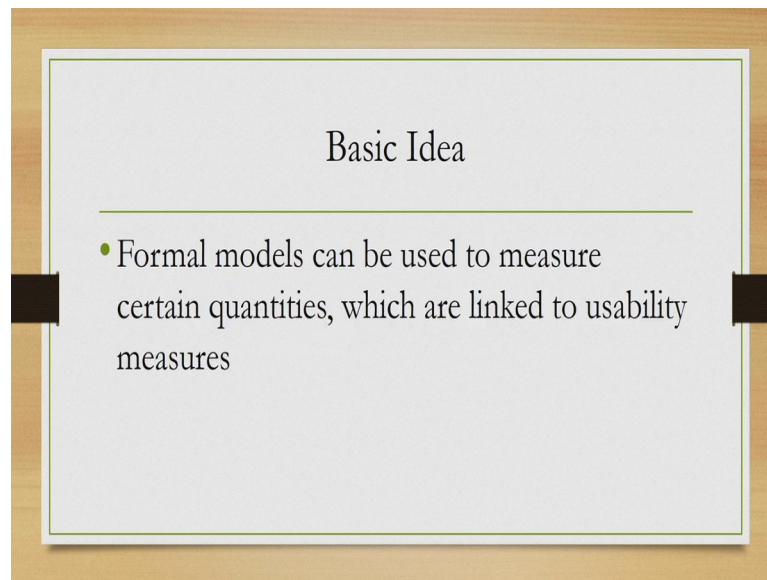 Basic Idea
•Formal models can be used to measure
certain quantities, which are linked to usability
measures